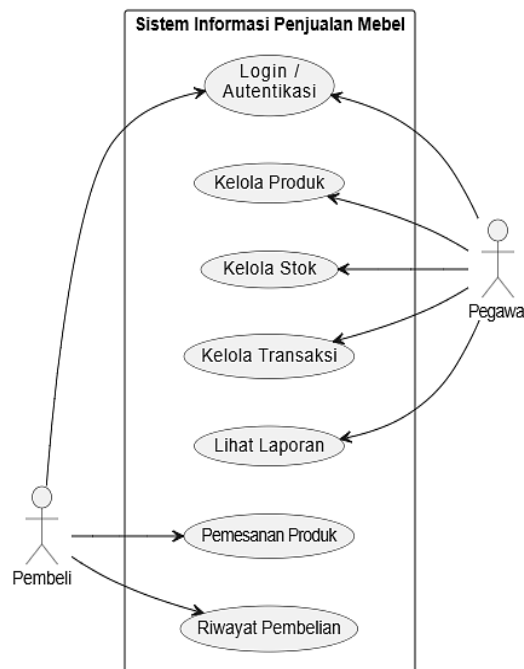 Sistem Informasi Penjualan Mebel
Login /
Autentikasi
Kelola Produk
Kelola Stok
Pegawa
Kelola Transaksi
Lihat Laporan
Pemesanan Produk
Pembeli
Riwayat Pembelian